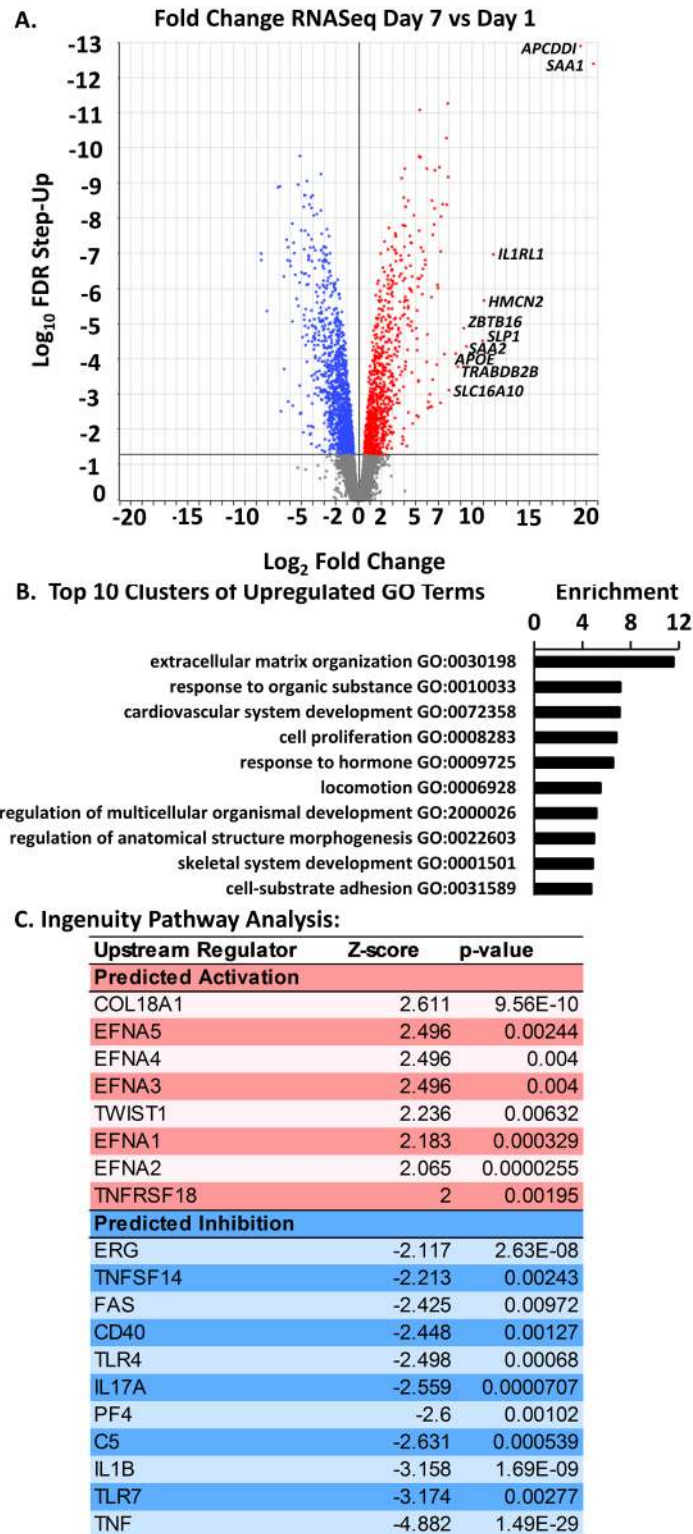 A.
Fold Change RNASeq Day 7 vs Day 1
-13
-12
-11
-10
-9
-8
-7
-6
-5
-4
-3
-2
-1
0
Log10 FDR Step-Up
APCDDI
SAA1
IL1RL1
HMCN2
ZBTB16
SLP1
SAA2
APOE
TRABDB2B
SLC16A10
-20 -15 -10 -5 -2 0 2 5 7 10 15 20
Log2 Fold Change
B. Top 10 Clusters of Upregulated GO Terms
Enrichment
0 4 8 12
extracellular matrix organization GO:0030198
response to organic substance GO:0010033
cardiovascular system development GO:0072358
cell proliferation GO:0008283
response to hormone GO:0009725
locomotion GO:0006928
regulation of multicellular organismal development GO:2000026
regulation of anatomical structure morphogenesis GO:0022603
skeletal system development GO:0001501
cell-substrate adhesion GO:0031589
C. Ingenuity Pathway Analysis:
Upstream Regulator Z-score p-value
Predicted Activation
COL18A1 2.611 9.56E-10
EFNA5 2.496 0.00244
EFNA4 2.496 0.004
EFNA3 2.496 0.004
TWIST1 2.236 0.00632
EFNA1 2.183 0.000329
EFNA2 2.065 0.0000255
TNFRSF18 2 0.00195
Predicted Inhibition
ERG -2.117 2.63E-08
TNFSF14 -2.213 0.00243
FAS -2.425 0.00972
CD40 -2.448 0.00127
TLR4 -2.498 0.00068
IL17A -2.559 0.0000707
PF4 -2.6 0.00102
C5 -2.631 0.000539
IL1B -3.158 1.69E-09
TLR7 -3.174 0.00277
TNF -4.882 1.49E-29